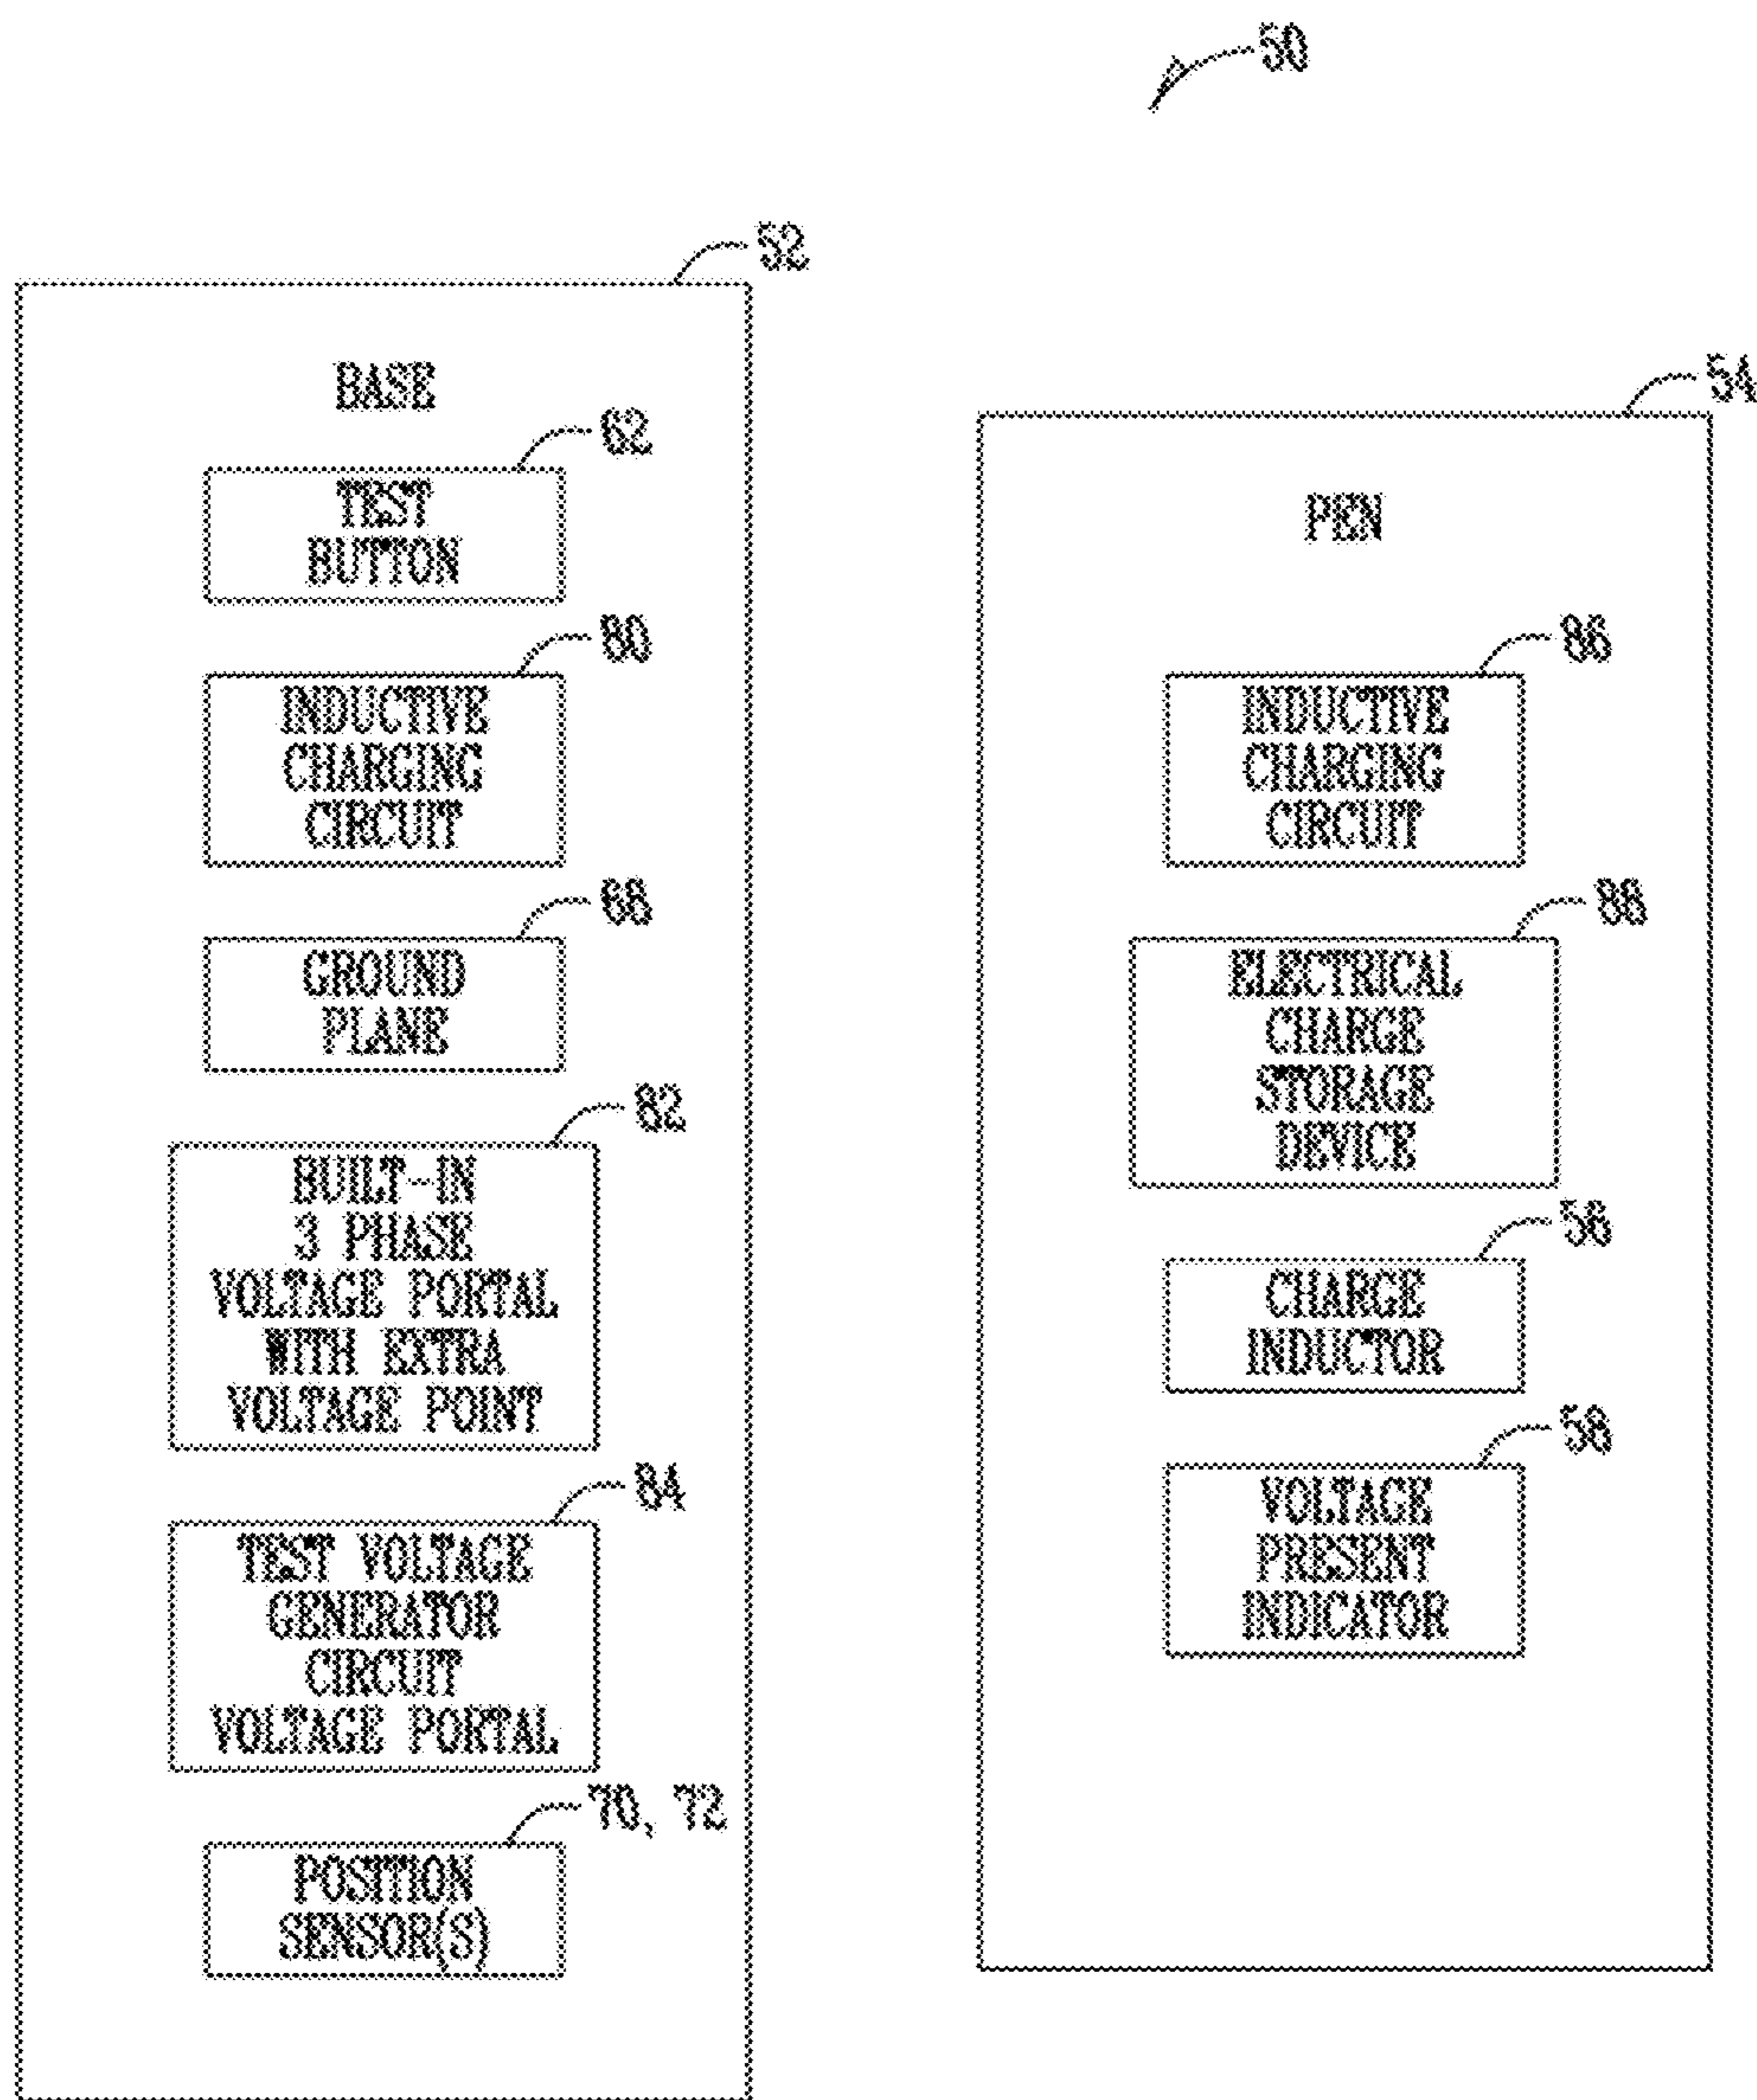 50
52
BASE
62
TEST
BUTTON
80
INDUCTIVE
CHARGING
CIRCUIT
68
GROUND
PLANE
82
BUILT-IN
3 PHASE
VOLTAGE PORTAL
WITH EXTRA
VOLTAGE POINT
84
TEST VOLTAGE
GENERATOR
CIRCUIT
VOLTAGE PORTAL
70, 72
POSITION
SENSOR(S)
54
PEN
86
INDUCTIVE
CHARGING
CIRCUIT
88
ELECTRICAL
CHARGE
STORAGE
DEVICE
56
CHARGE
INDUCTOR
58
VOLTAGE
PRESENT
INDICATOR